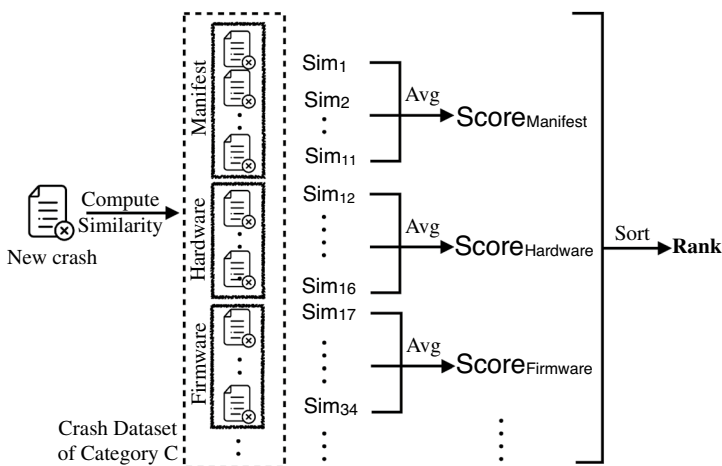 New crash
Compute
Similarity
Manifest
Hardware
Firmware
Crash Dataset
of Category C
Sim1
Sim2
Sim11
Avg
ScoreManifest
Sim12
Sim16
Avg
ScoreHardware
Sim17
Sim34
Avg
ScoreFirmware
Sort
Rank